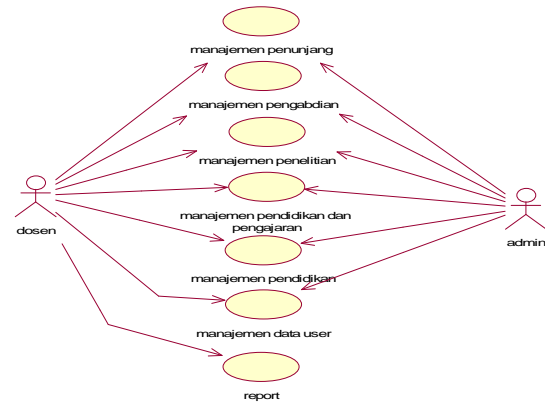 manajemen penunjang
manajemen pengabdian
manajemen penelitian
manajemen pendidikan dan
pengajaran
dosen
admin
manajemen pendidikan
manajemen data user
report